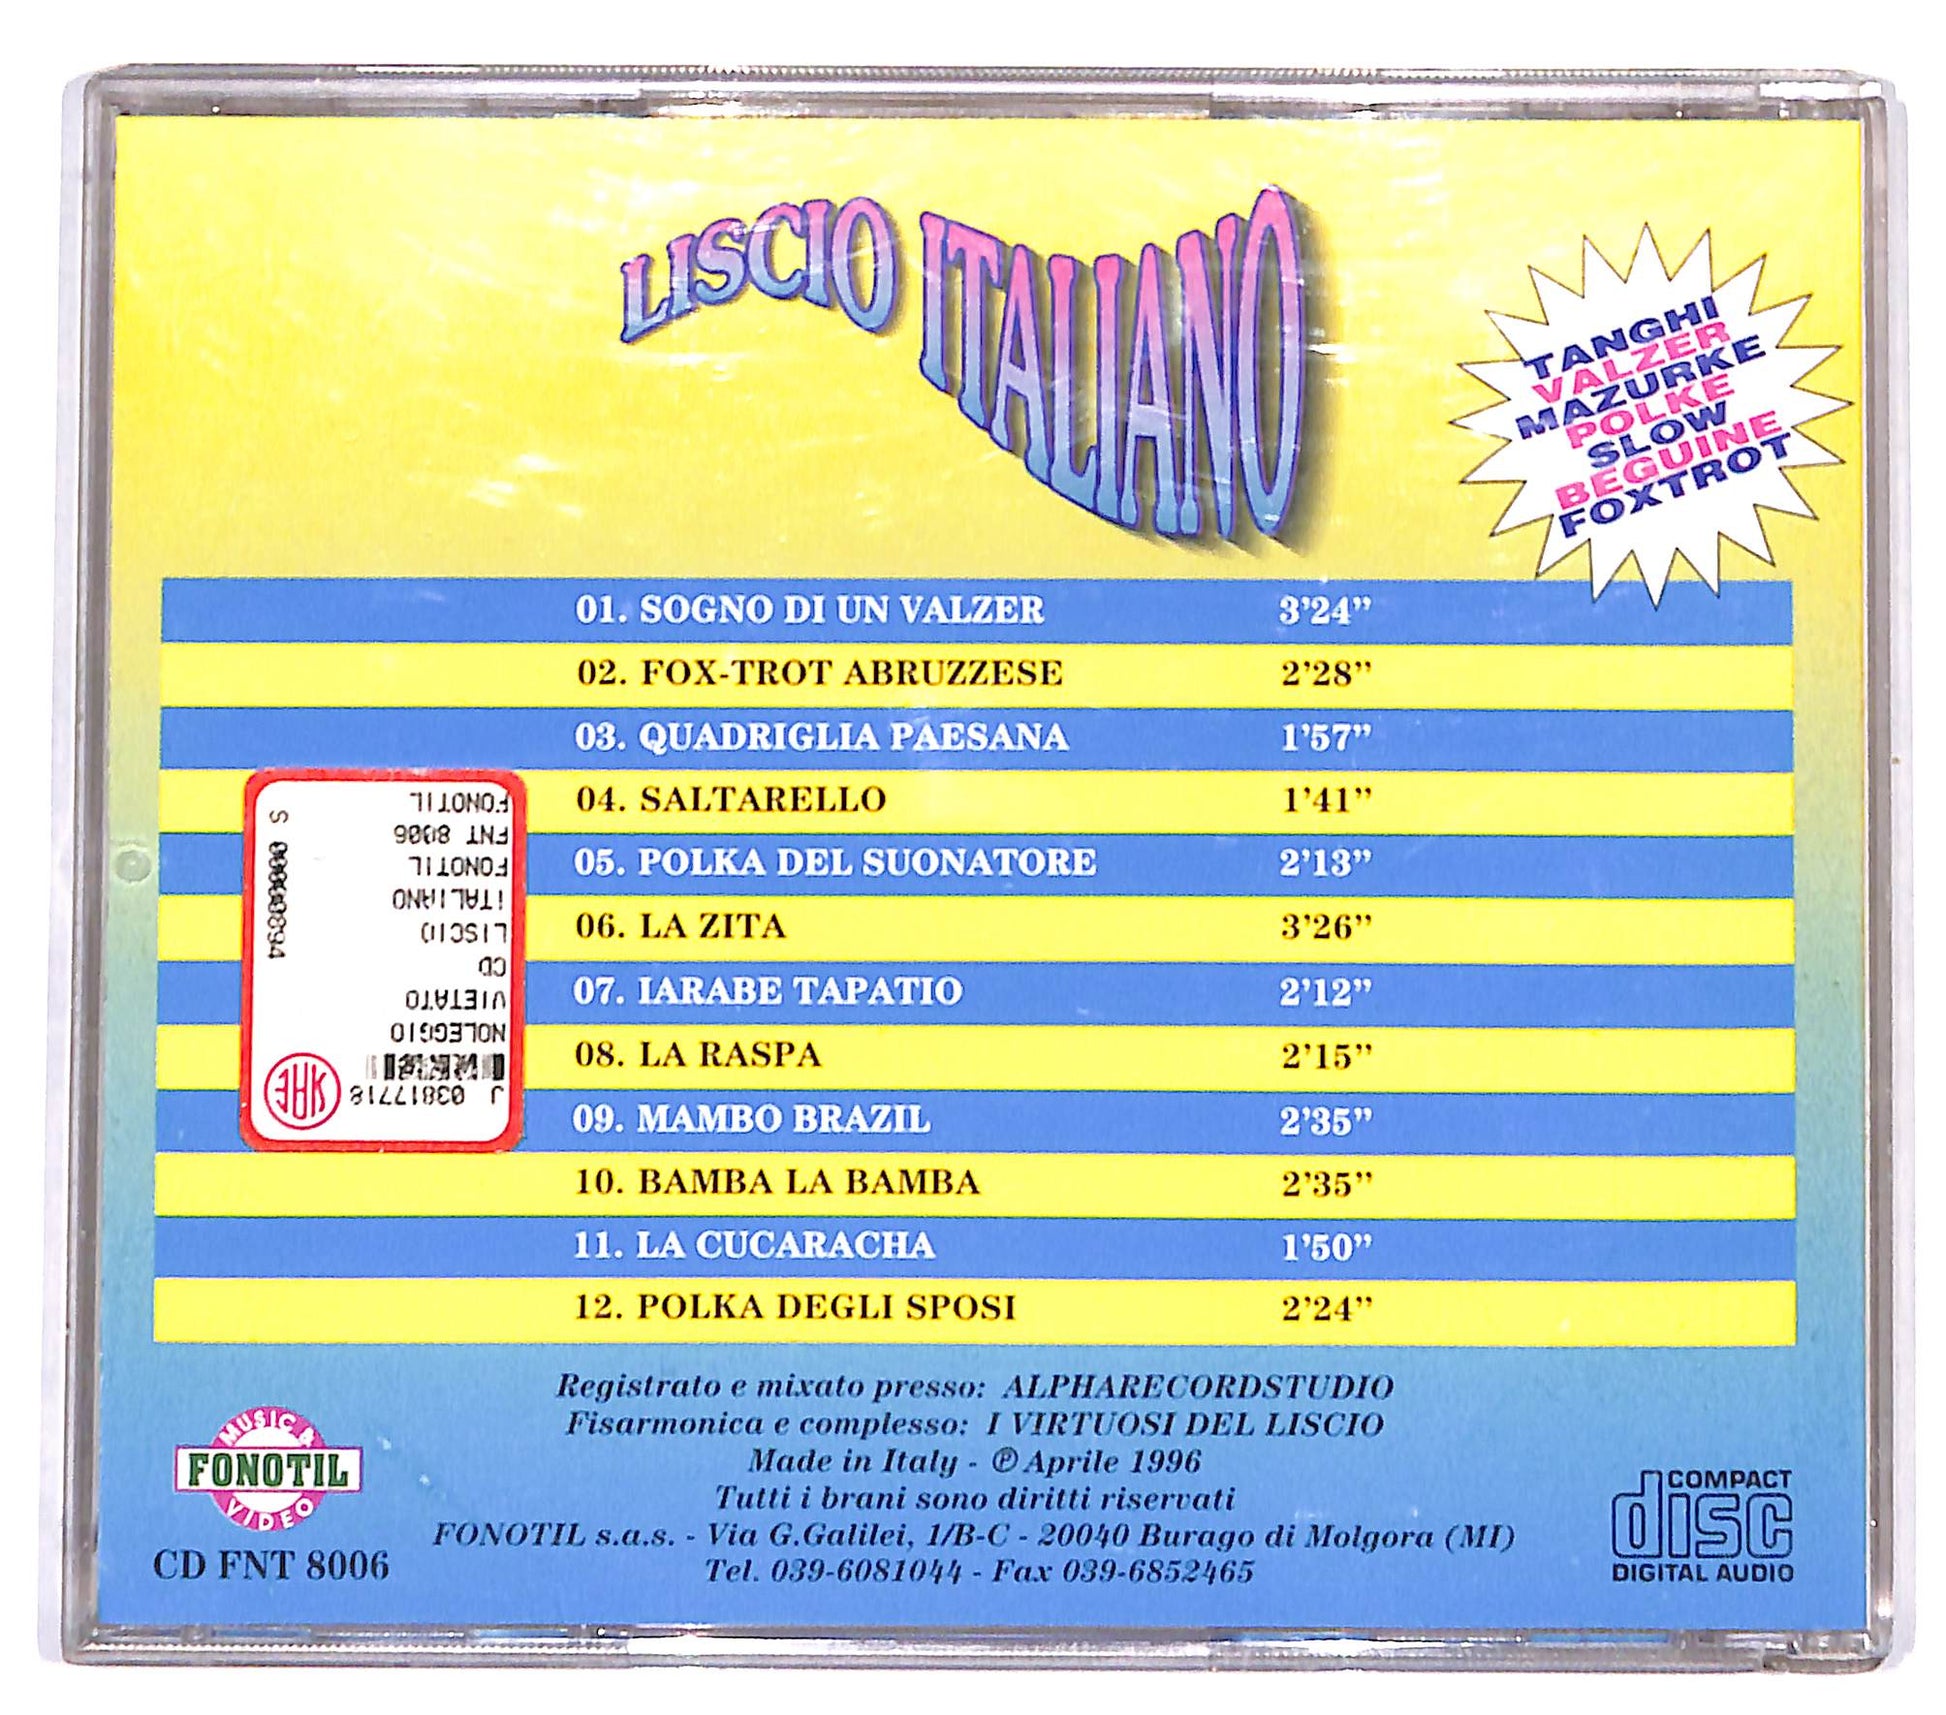 LISCIO ITALIANO
TANGHI
VALZER
MAZURKE
POLKE
SLOW
BEGUINE
FOXTROT
01. SOGNO DI UN VALZER 3’24”
02. FOX-TROT ABRUZZESE 2’28”
03. QUADRIGLIA PAESANA 1’57”
04. SALTARELLO 1’41”
05. POLKA DEL SUONATORE 2’13”
06. LA ZITA 3’26”
07. IARABE TAPATIO 2’12”
08. LA RASPA 2’15”
09. MAMBO BRAZIL 2’35”
10. BAMBA LA BAMBA 2’35”
11. LA CUCARACHA 1’50”
12. POLKA DEGLI SPOSI 2’24”
J 03817718
NOLEGGIO
VIETATO
CD
LISCIO
ITALIANO
FONOTIL
FNT 8006
FONOTIL
Registrato e mixato presso: ALPHARECORDSTUDIO
Fisarmonica e complesso: I VIRTUOSI DEL LISCIO
Made in Italy - ℗ Aprile 1996
Tutti i brani sono diritti riservati
FONOTIL s.a.s. - Via G.Galilei, 1/B-C - 20040 Burago di Molgora (MI)
Tel. 039-6081044 - Fax 039-6852465
MUSIC &
FONOTIL
VIDEO
CD FNT 8006
COMPACT
disc
DIGITAL AUDIO